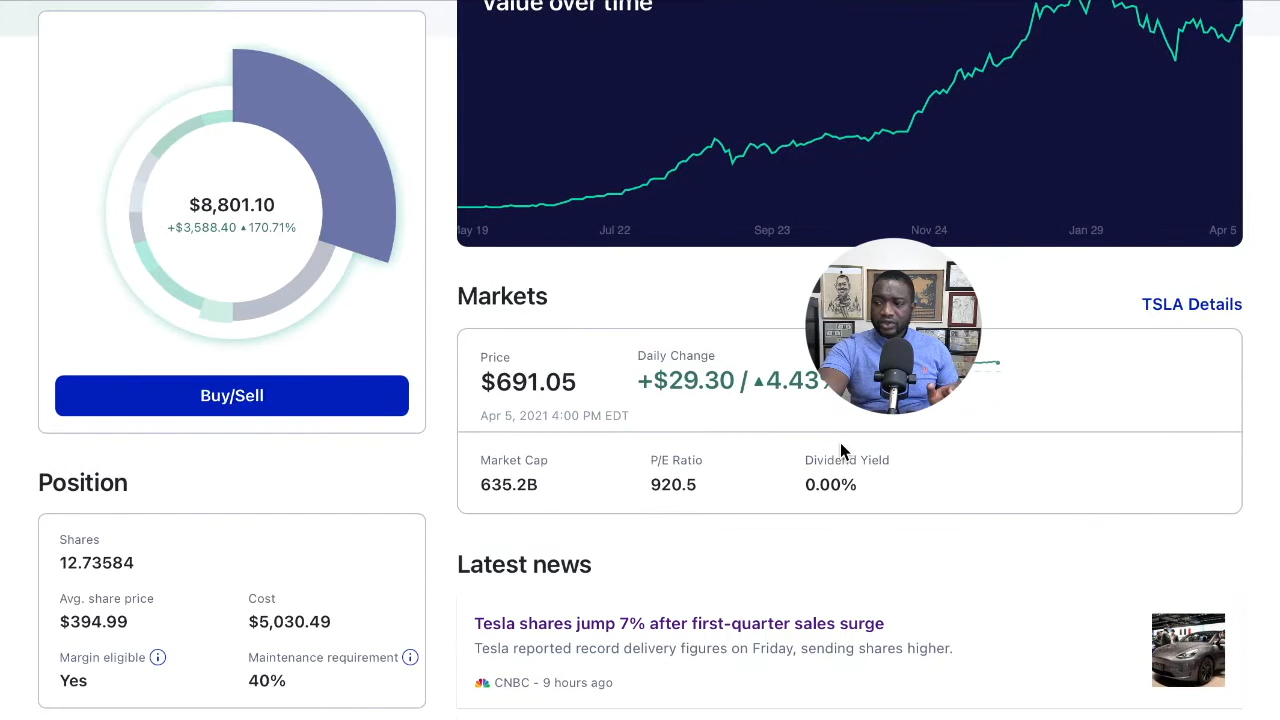 Value over time
$8,801.10
+$3,588.40 ▲170.71%
Buy/Sell
May 19 Jul 22 Sep 23 Nov 24 Jan 29 Apr 5
Markets
TSLA Details
Price
$691.05
Apr 5, 2021 4:00 PM EDT
Daily Change
+$29.30 / ▲4.43%
Market Cap
635.2B
P/E Ratio
920.5
Dividend Yield
0.00%
Position
Shares
12.73584
Avg. share price
$394.99
Cost
$5,030.49
Margin eligible
Yes
Maintenance requirement
40%
Latest news
Tesla shares jump 7% after first-quarter sales surge
Tesla reported record delivery figures on Friday, sending shares higher.
CNBC - 9 hours ago